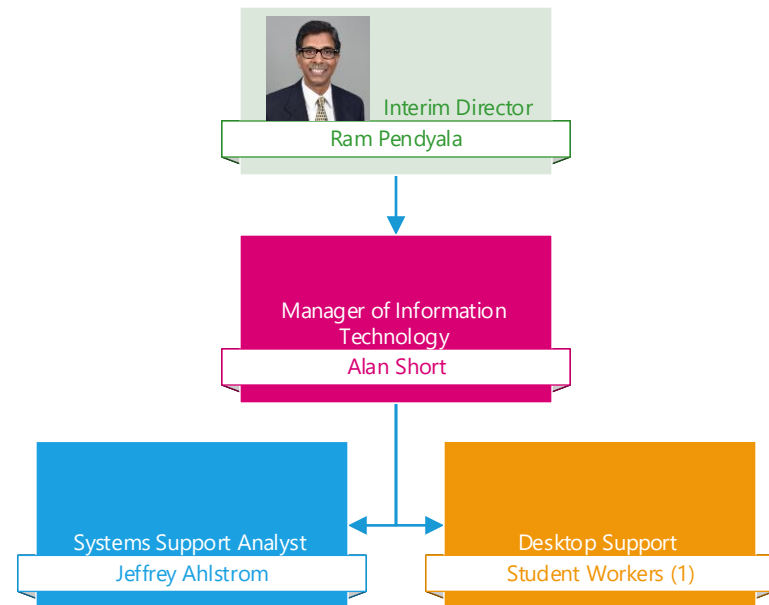 Interim Director
Ram Pendyala
Manager of Information
Technology
Alan Short
Systems Support Analyst
Jeffrey Ahlstrom
Desktop Support
Student Workers (1)